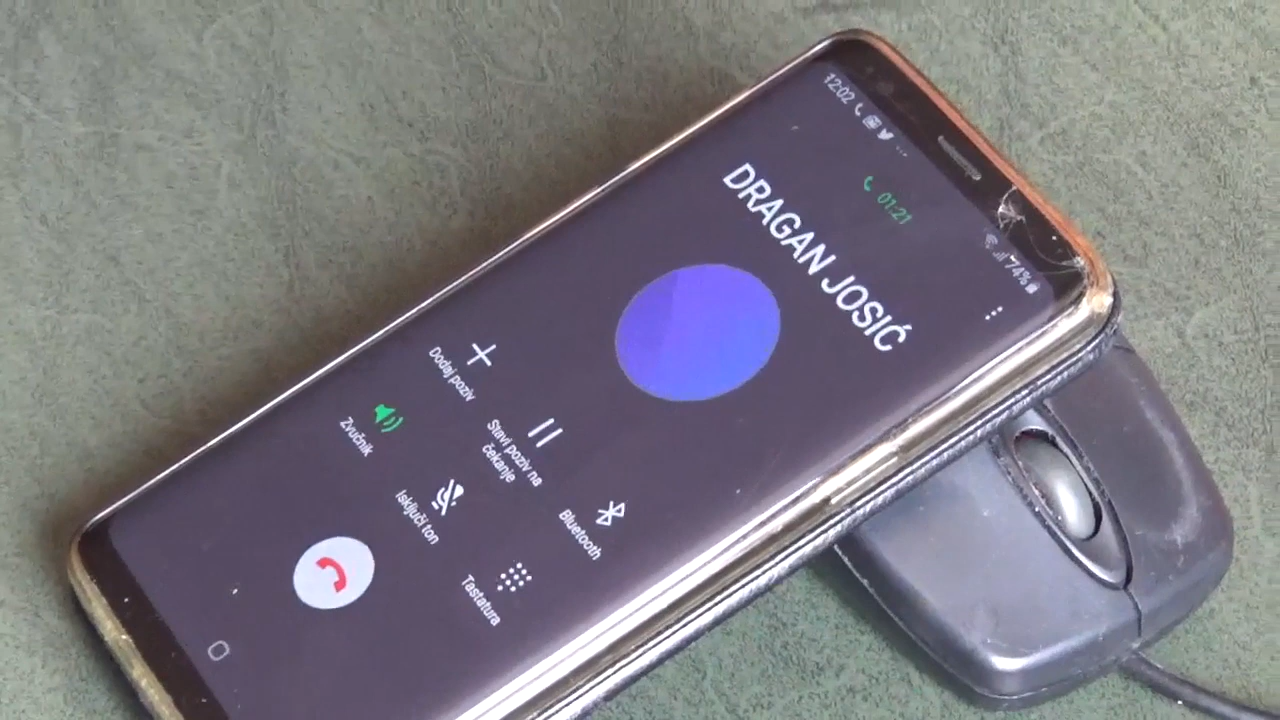 12:02
74%
01:21
DRAGAN JOSIĆ
Dodaj poziv
Stavi poziv na
čekanje
Bluetooth
Zvučnik
Isključi ton
Tastatura